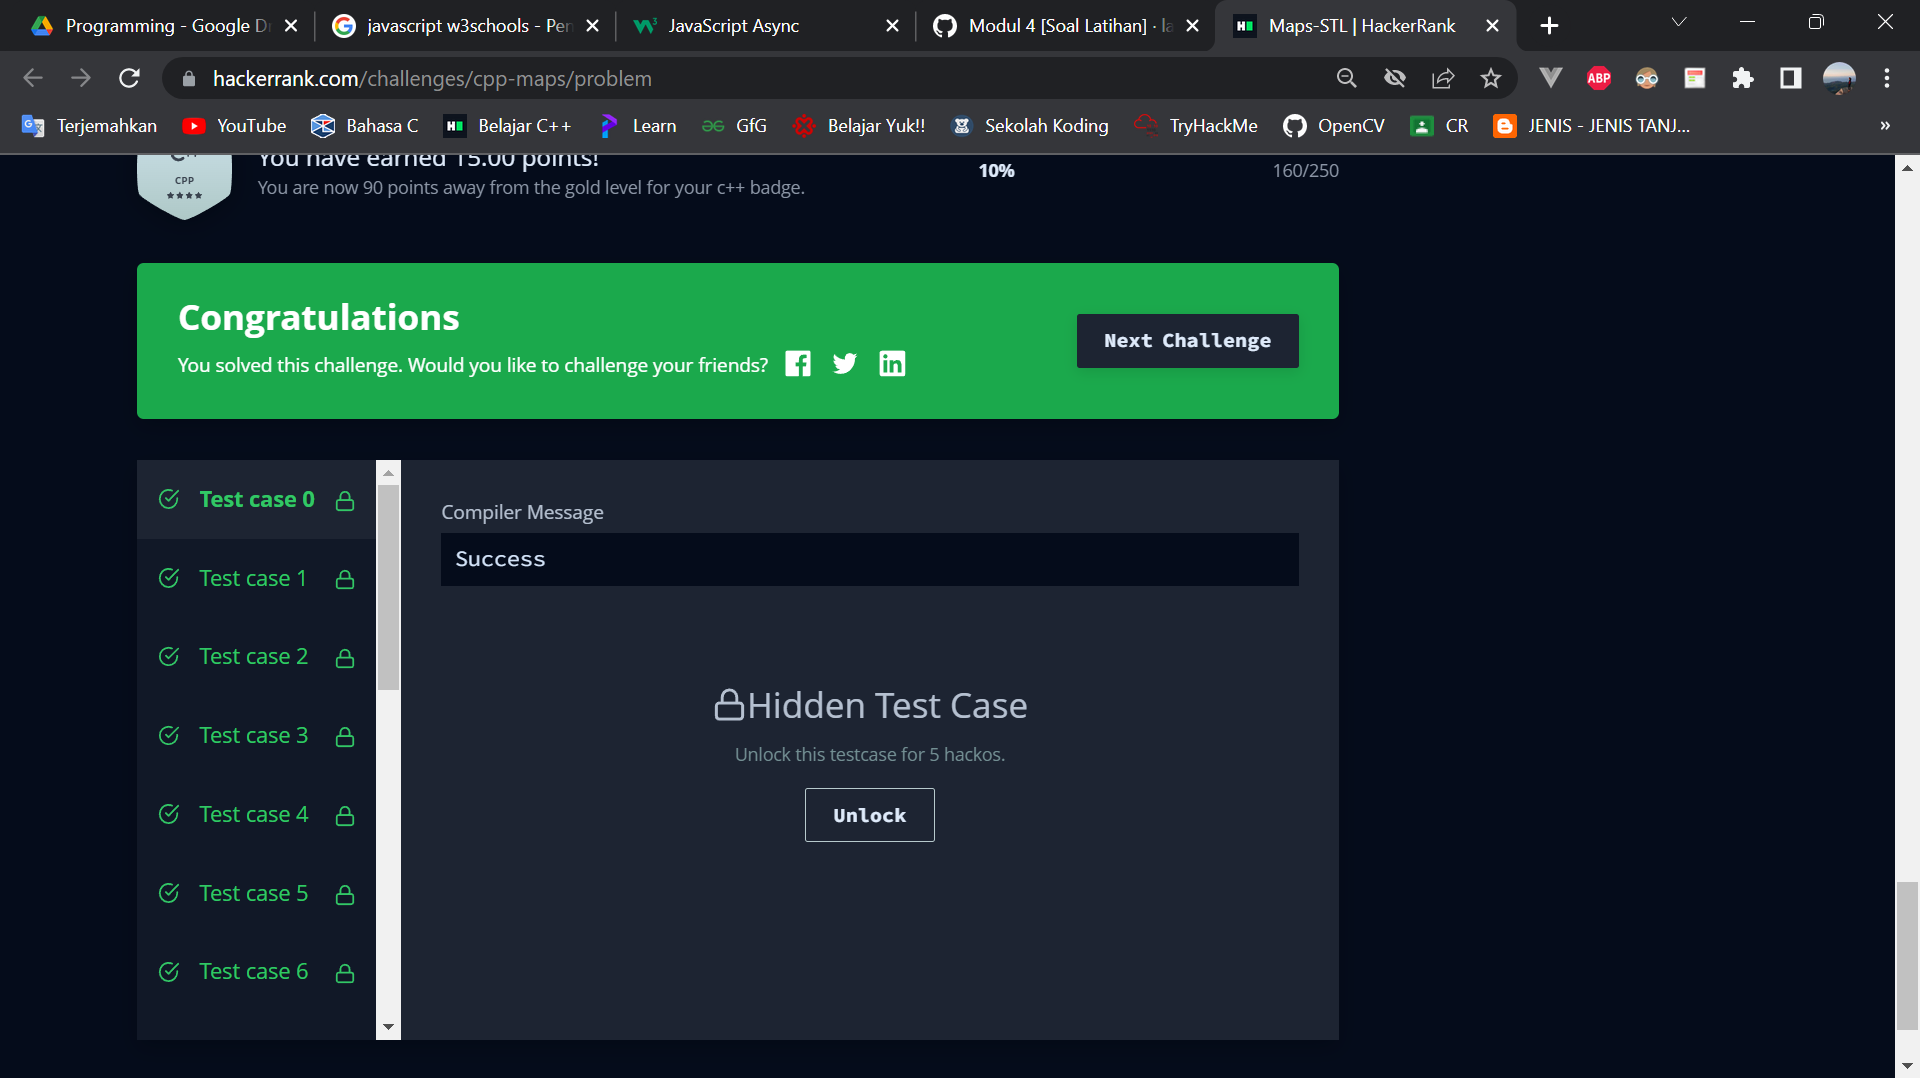 Programming - Google D
javascript w3schools - Pen
JavaScript Async
Modul 4 [Soal Latihan] · la
Maps-STL | HackerRank
hackerrank.com/challenges/cpp-maps/problem
ABP
Terjemahkan
YouTube
Bahasa C
Belajar C++
Learn
GfG
Belajar Yuk!!
Sekolah Koding
TryHackMe
OpenCV
CR
JENIS - JENIS TANJ...
»
CPP
You have earned 15.00 points!
You are now 90 points away from the gold level for your c++ badge.
10%
160/250
Congratulations
You solved this challenge. Would you like to challenge your friends?
Next Challenge
Test case 0
Test case 1
Test case 2
Test case 3
Test case 4
Test case 5
Test case 6
Compiler Message
Success
Hidden Test Case
Unlock this testcase for 5 hackos.
Unlock